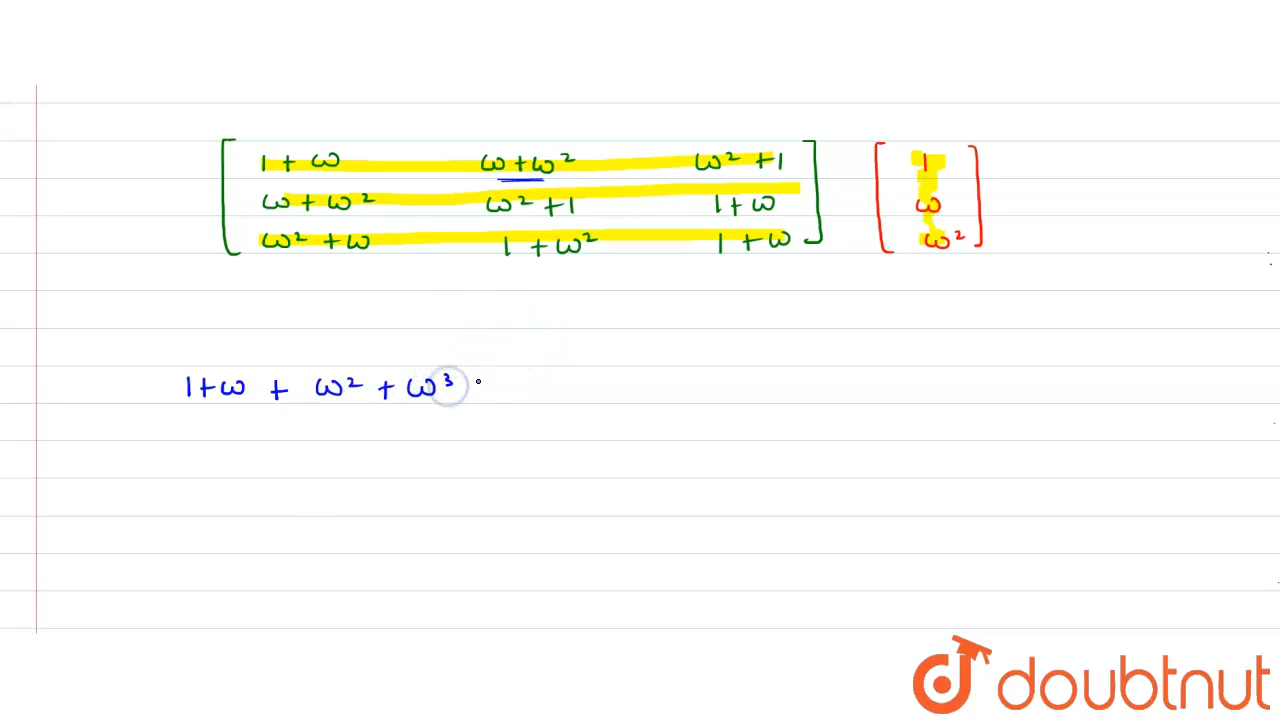 1 + ω ω + ω² ω² + 1 1
ω + ω² ω² + 1 1 + ω ω
ω² + ω 1 + ω² 1 + ω ω²
1 + ω + ω² + ω³
doubtnut